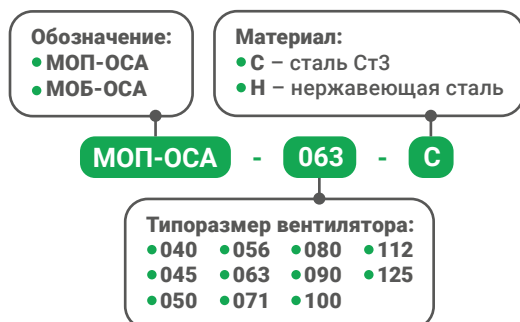 Обозначение:
• МОП-ОСА
• МОБ-ОСА
Материал:
• С – сталь Ст3
• Н – нержавеющая сталь
МОП-ОСА - 063 - С
Типоразмер вентилятора:
• 040 • 056 • 080 • 112
• 045 • 063 • 090 • 125
• 050 • 071 • 100